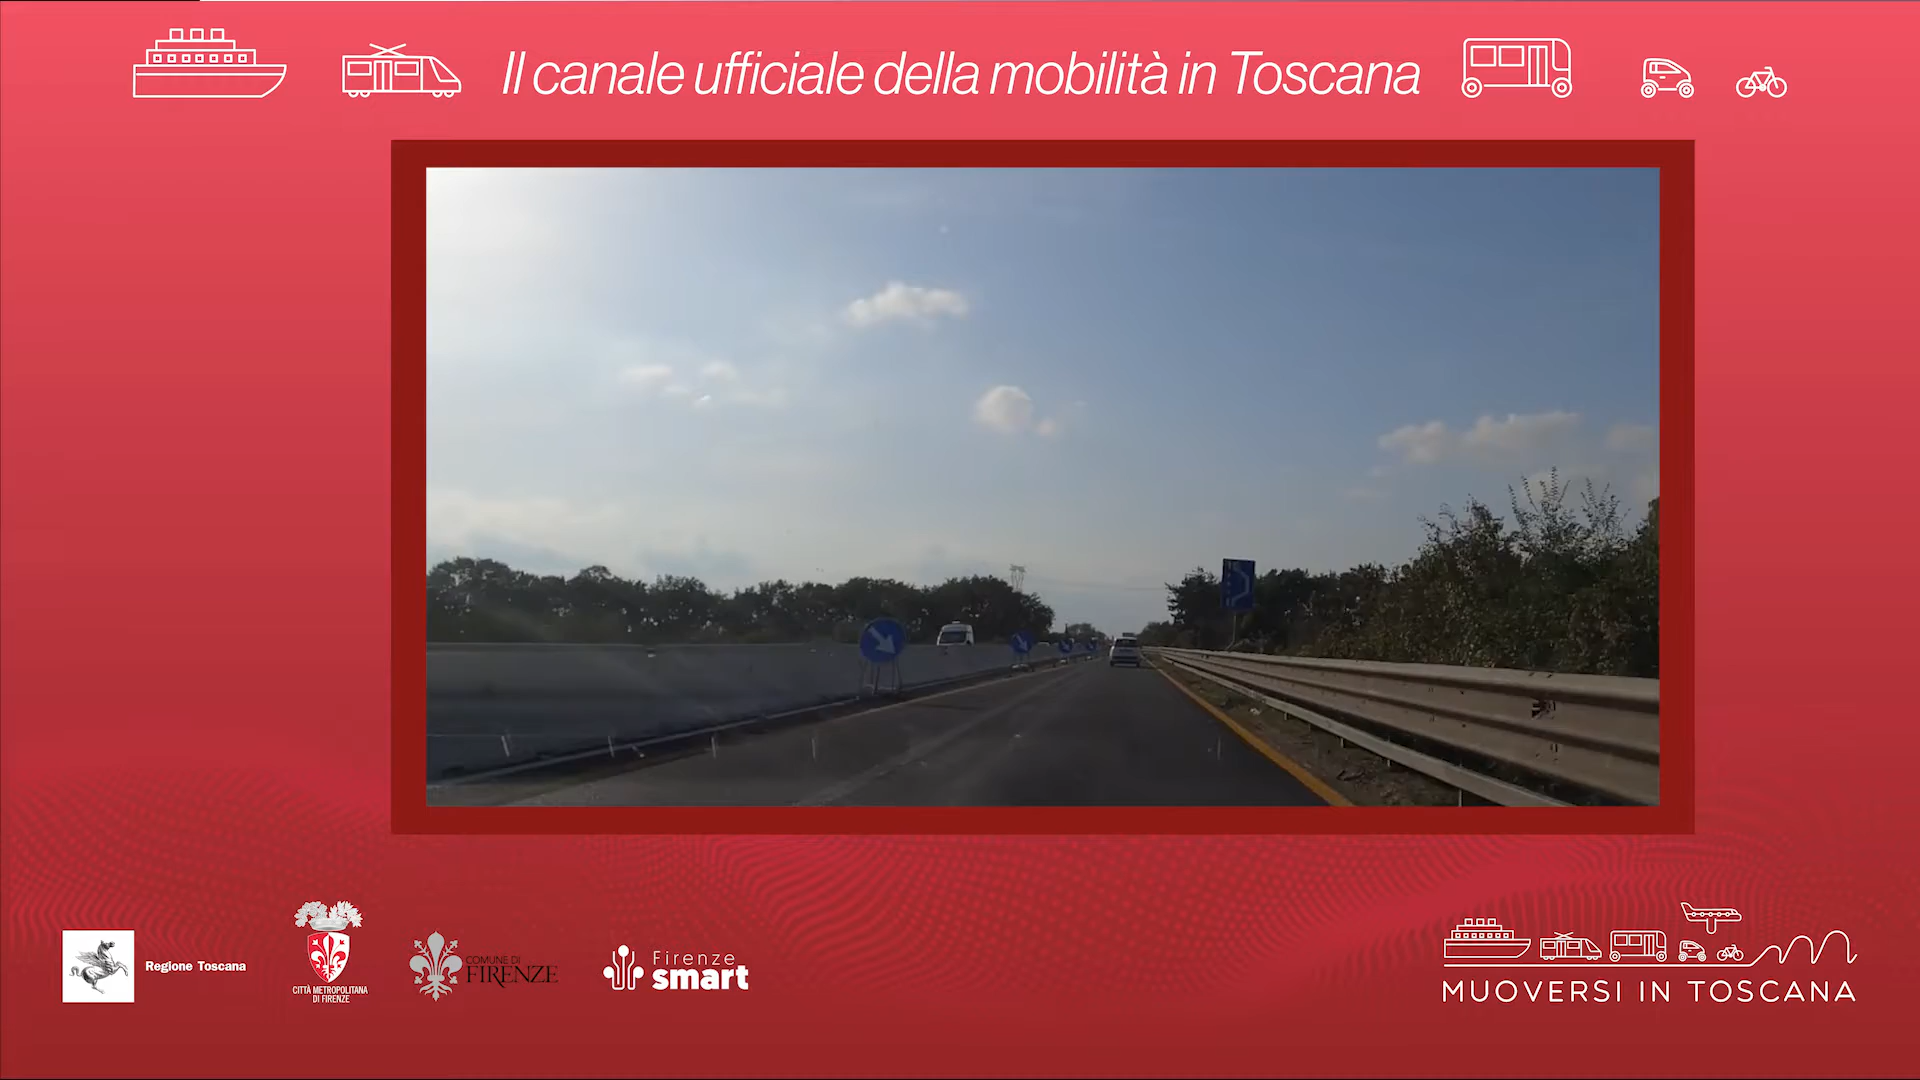 Il canale ufficiale della mobilità in Toscana
Regione Toscana
CITTÀ METROPOLITANA
DI FIRENZE
COMUNE DI
FIRENZE
Firenze
smart
MUOVERSI IN TOSCANA